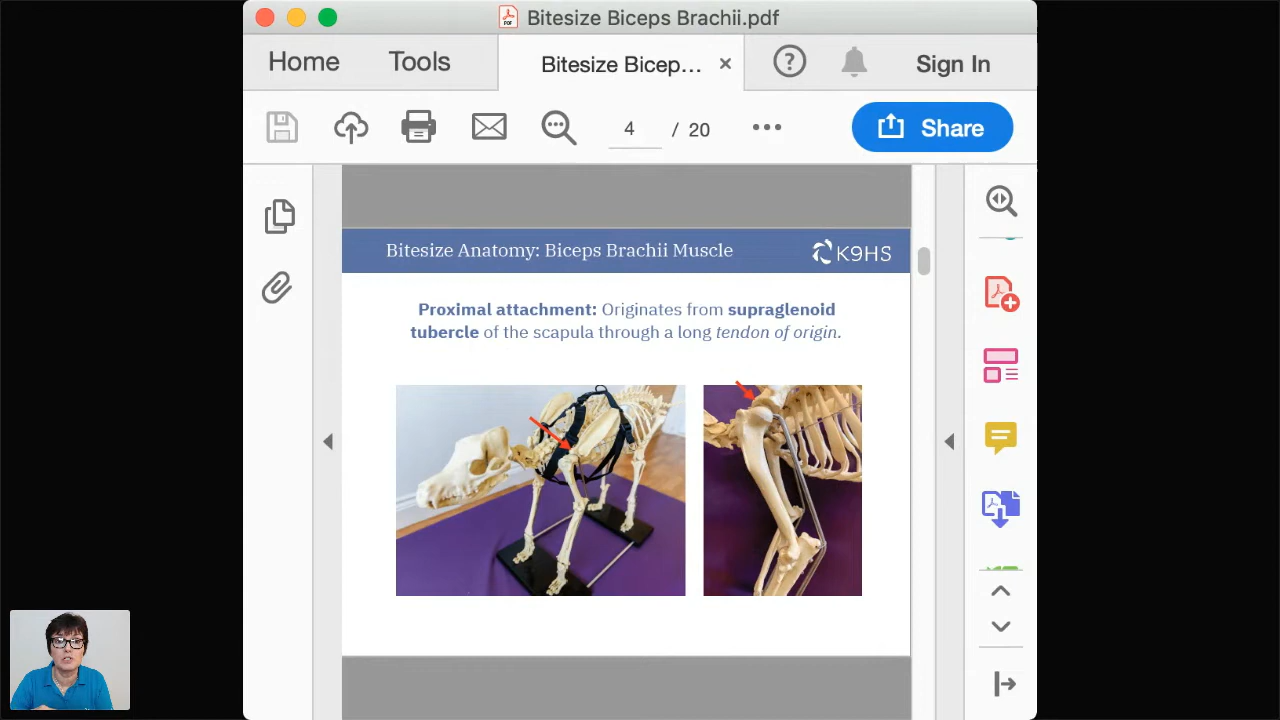 Bitesize Biceps Brachii.pdf
Home
Tools
Bitesize Bicep...
Sign In
4 / 20
Share
Bitesize Anatomy: Biceps Brachii Muscle
K9HS
Proximal attachment: Originates from supraglenoid
tubercle of the scapula through a long tendon of origin.